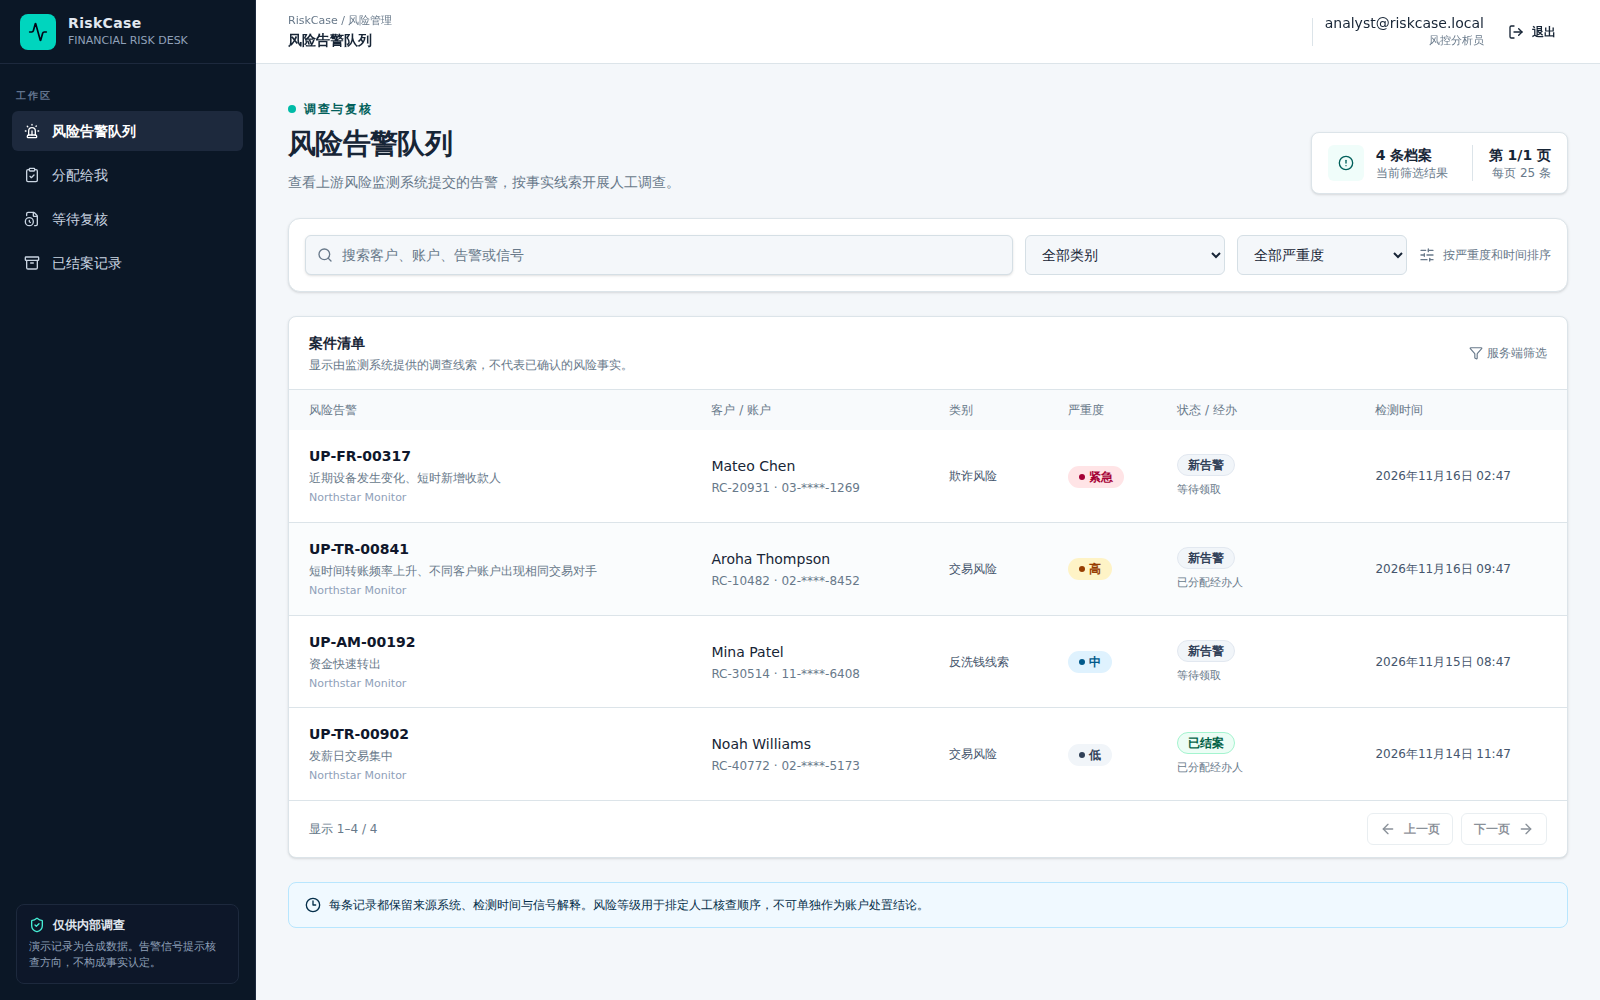 RiskCase
FINANCIAL RISK DESK
工作区
风险告警队列
分配给我
等待复核
已结案记录
仅供内部调查
演示记录为合成数据。告警信号提示核
查方向，不构成事实认定。
RiskCase / 风险管理
风险告警队列
analyst@riskcase.local
风控分析员
退出
调查与复核
风险告警队列
查看上游风险监测系统提交的告警，按事实线索开展人工调查。
4 条档案
当前筛选结果
第 1/1 页
每页 25 条
搜索客户、账户、告警或信号
全部类别
全部严重度
按严重度和时间排序
案件清单
显示由监测系统提供的调查线索，不代表已确认的风险事实。
服务端筛选
风险告警 客户 / 账户 类别 严重度 状态 / 经办 检测时间
UP-FR-00317
近期设备发生变化、短时新增收款人
Northstar Monitor
Mateo Chen
RC-20931 · 03-****-1269
欺诈风险
紧急
新告警
等待领取
2026年11月16日 02:47
UP-TR-00841
短时间转账频率上升、不同客户账户出现相同交易对手
Northstar Monitor
Aroha Thompson
RC-10482 · 02-****-8452
交易风险
高
新告警
已分配经办人
2026年11月16日 09:47
UP-AM-00192
资金快速转出
Northstar Monitor
Mina Patel
RC-30514 · 11-****-6408
反洗钱线索
中
新告警
等待领取
2026年11月15日 08:47
UP-TR-00902
发薪日交易集中
Northstar Monitor
Noah Williams
RC-40772 · 02-****-5173
交易风险
低
已结案
已分配经办人
2026年11月14日 11:47
显示 1–4 / 4
上一页
下一页
每条记录都保留来源系统、检测时间与信号解释。风险等级用于排定人工核查顺序，不可单独作为账户处置结论。